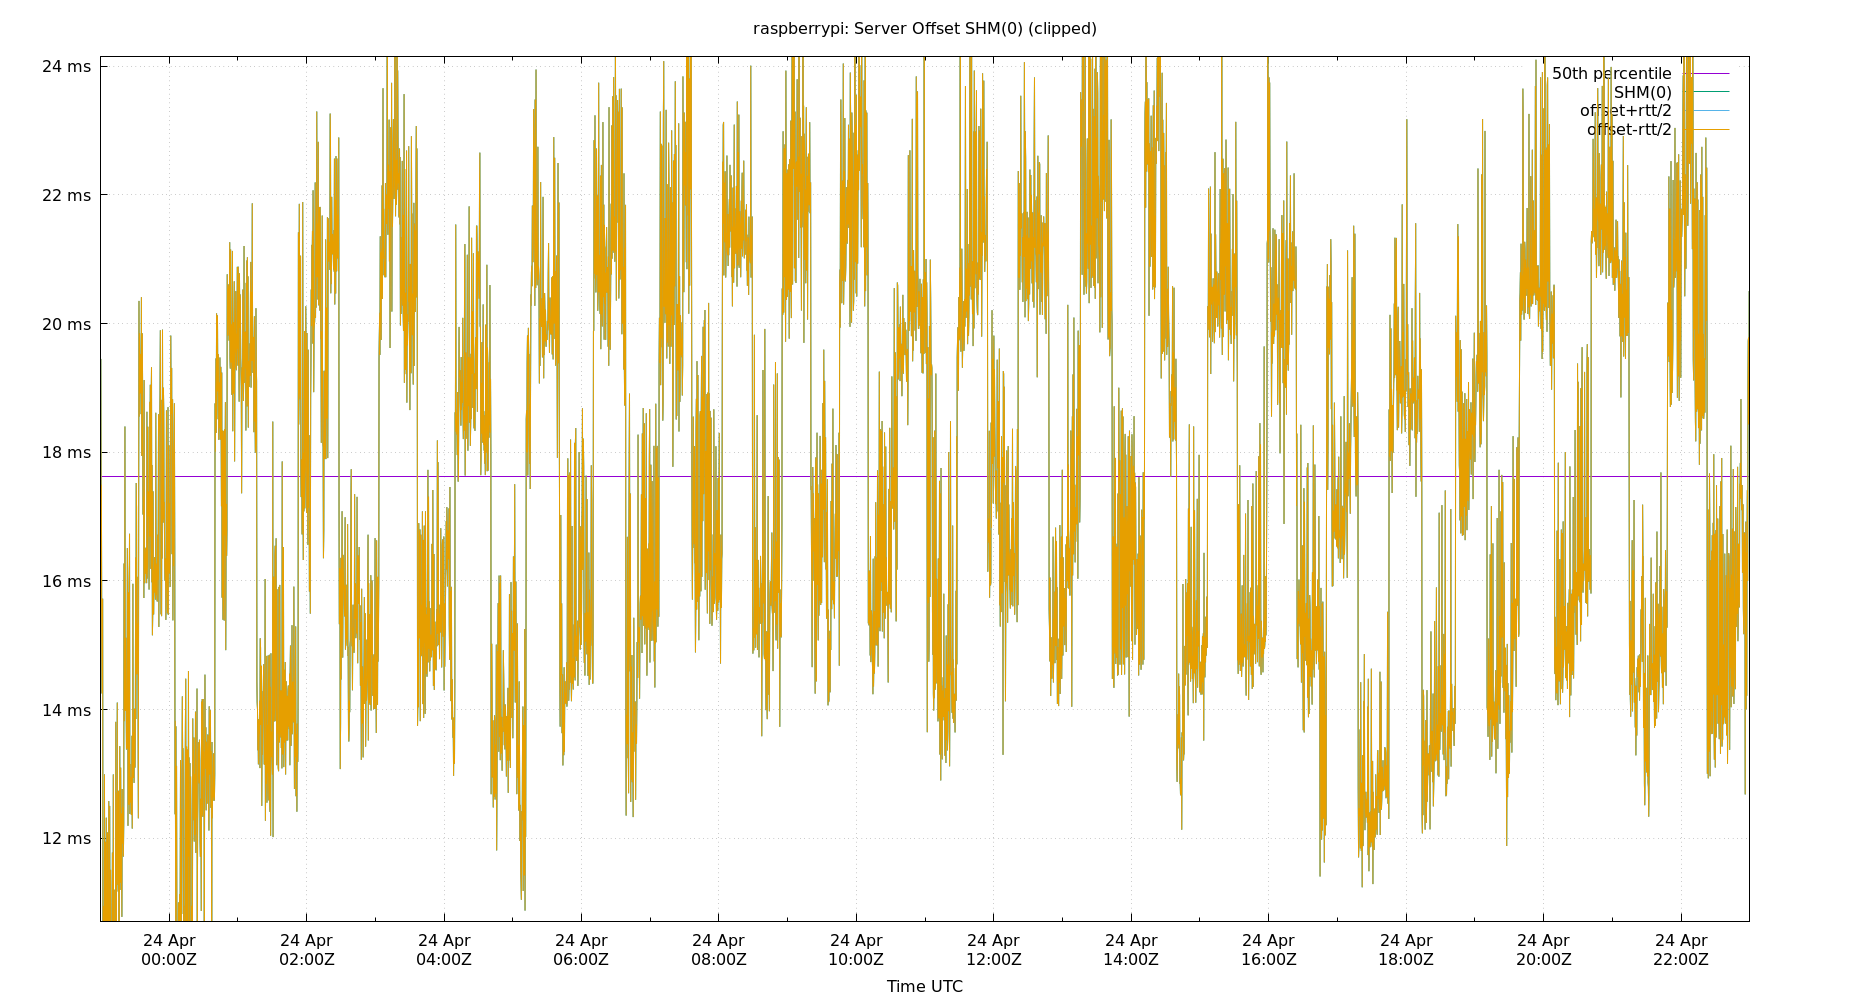 raspberrypi: Server Offset SHM(0) (clipped)
24 ms
22 ms
20 ms
18 ms
16 ms
14 ms
12 ms
50th percentile
SHM(0)
offset+rtt/2
offset-rtt/2
24 Apr 24 Apr 24 Apr 24 Apr 24 Apr 24 Apr 24 Apr 24 Apr 24 Apr 24 Apr 24 Apr 24 Apr
00:00Z 02:00Z 04:00Z 06:00Z 08:00Z 10:00Z 12:00Z 14:00Z 16:00Z 18:00Z 20:00Z 22:00Z
Time UTC